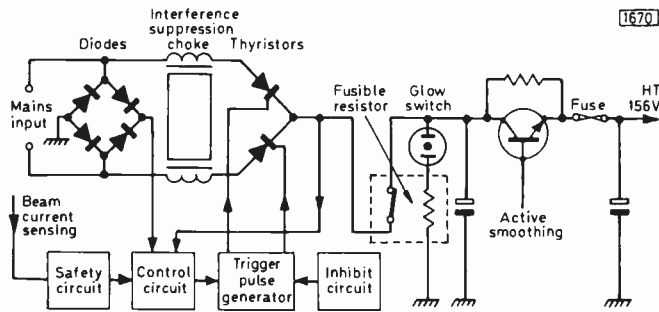 1670
Interference
suppression
choke
Diodes
Thyristors
Fusible
resistor
Glow
switch
Fuse
HT
156V
Mains
input
Beam
current
sensing
Active
smoothing
Safety
circuit
Control
circuit
Trigger
pulse
generator
Inhibit
circuit